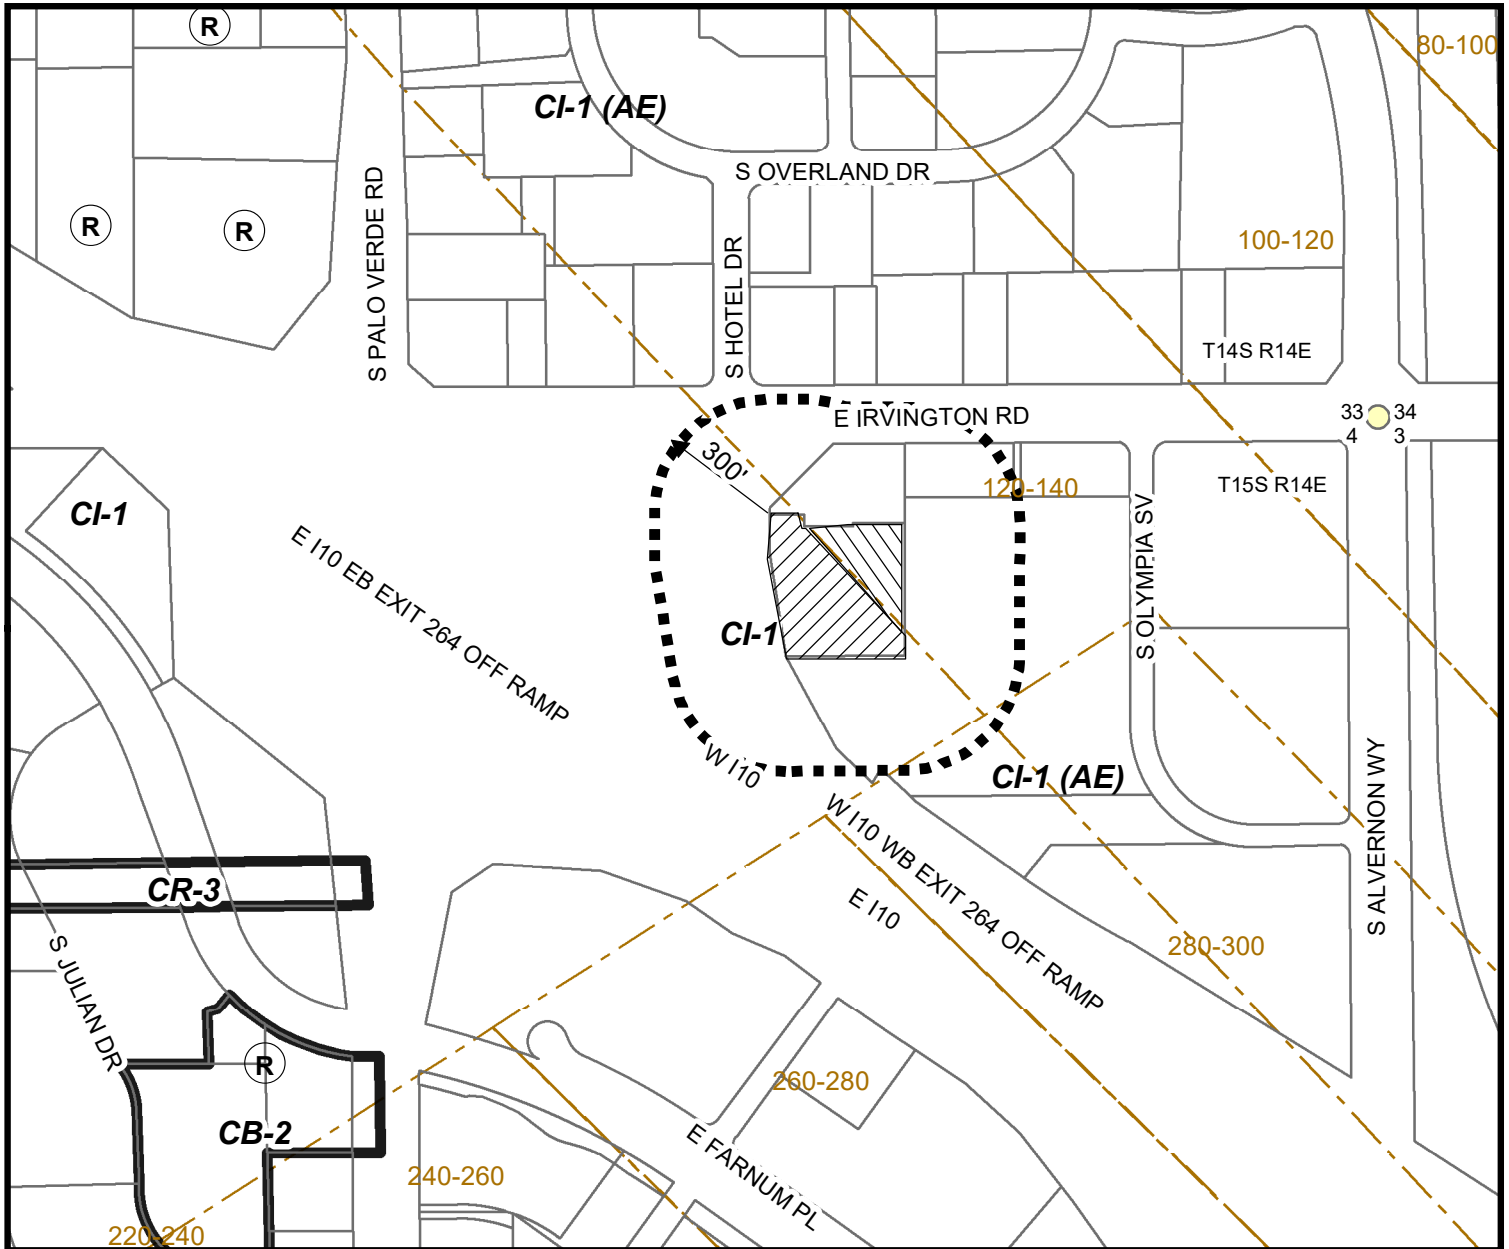 R
80-100
CI-1 (AE)
S OVERLAND DR
S PALO VERDE RD
R
R
100-120
S HOTEL DR
T14S R14E
E IRVINGTON RD
33 34
4 3
300'
120-140
T15S R14E
CI-1
E I10 EB EXIT 264 OFF RAMP
S OLYMPIA SV
CI-1
W I10
CI-1 (AE)
S ALVERNON WY
W I10 WB EXIT 264 OFF RAMP
CR-3
E I10
280-300
S JULIAN DR
R
260-280
CB-2
E FARNUM PL
240-260
220-240